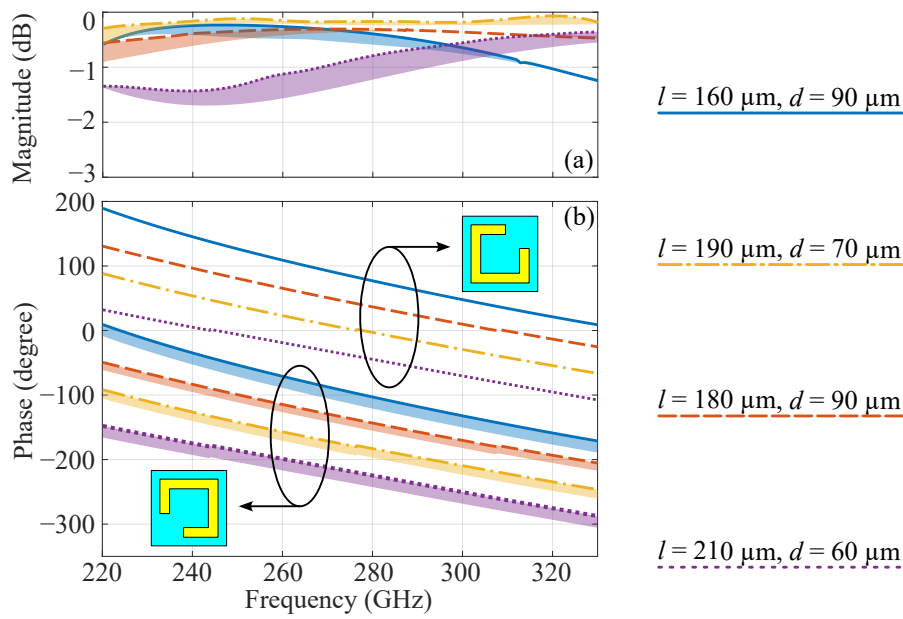 Magnitude (dB)
0
−1
−2
−3
(a)
Phase (degree)
200
100
0
−100
−200
−300
(b)
220
240
260
280
300
320
Frequency (GHz)
l = 160 µm, d = 90 µm
l = 190 µm, d = 70 µm
l = 180 µm, d = 90 µm
l = 210 µm, d = 60 µm